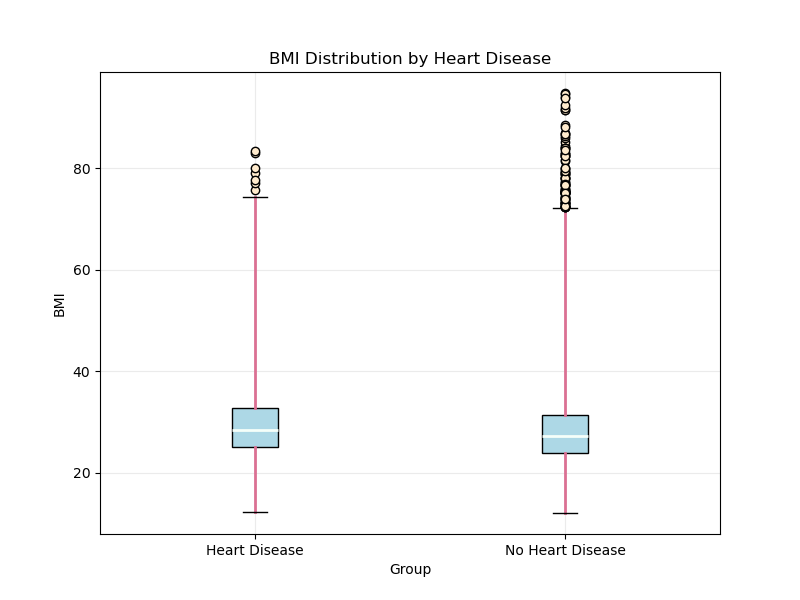 BMI Distribution by Heart Disease
BMI
80
60
40
20
Heart Disease
No Heart Disease
Group